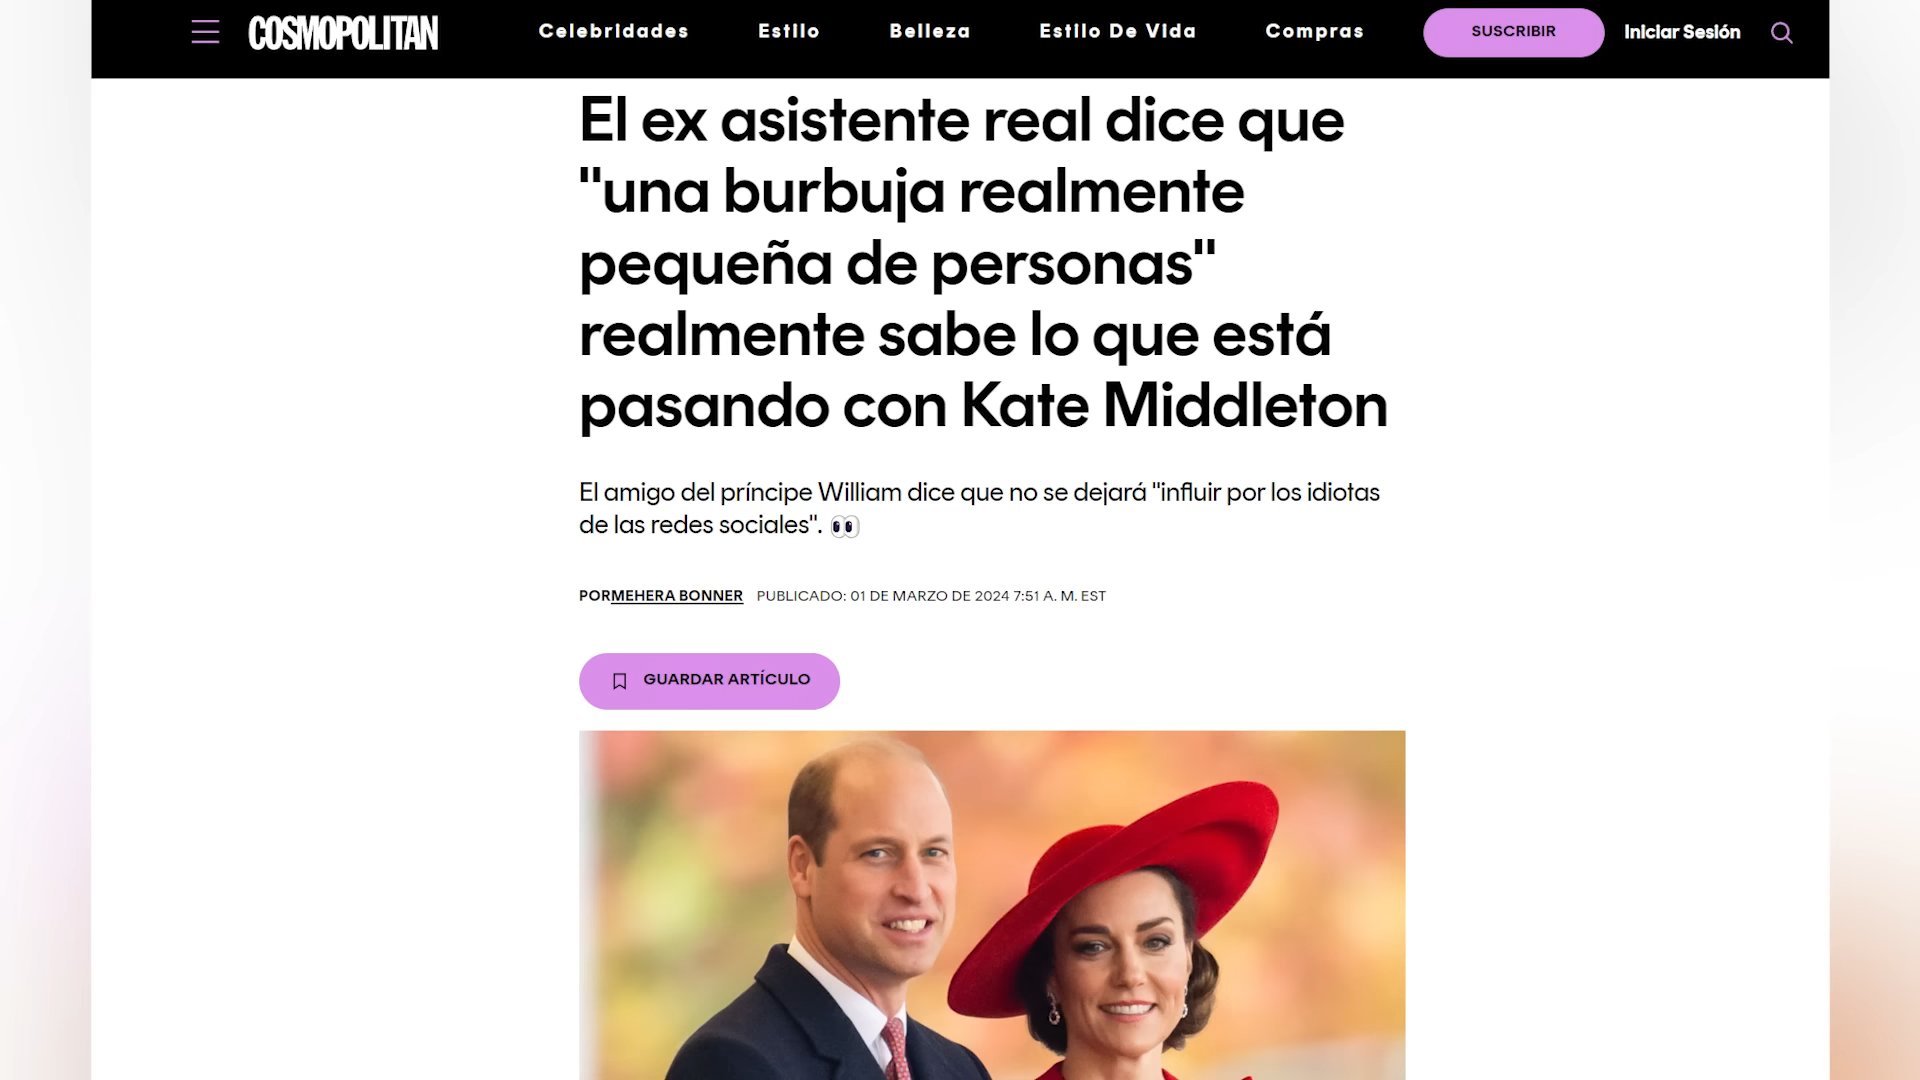 COSMOPOLITAN
Celebridades
Estilo
Belleza
Estilo De Vida
Compras
SUSCRIBIR
Iniciar Sesión
El ex asistente real dice que
"una burbuja realmente
pequeña de personas"
realmente sabe lo que está
pasando con Kate Middleton
El amigo del príncipe William dice que no se dejará "influir por los idiotas
de las redes sociales". 👀
PORMEHERA BONNER PUBLICADO: 01 DE MARZO DE 2024 7:51 A. M. EST
GUARDAR ARTÍCULO